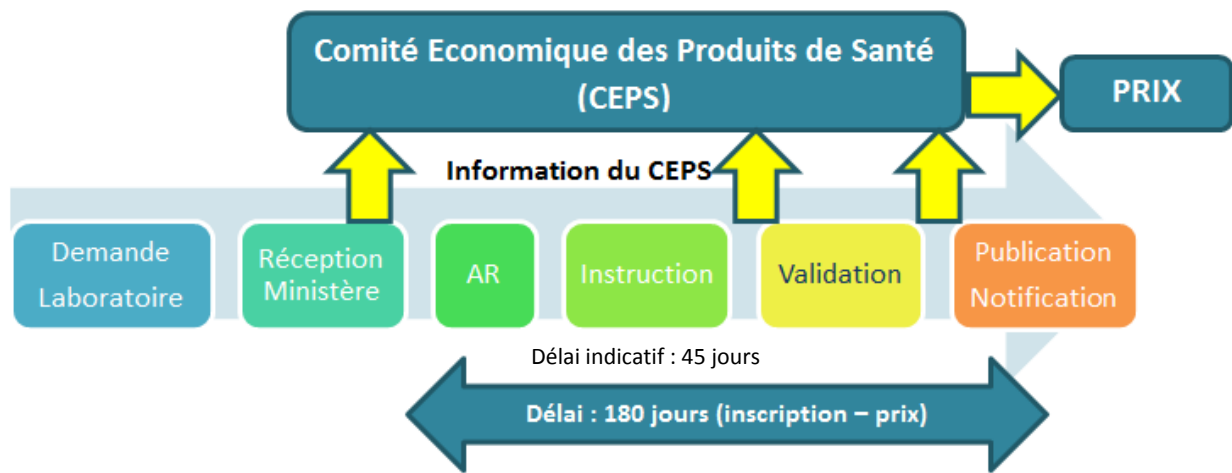 Comité Economique des Produits de Santé
(CEPS)
PRIX
Information du CEPS
Demande
Laboratoire
Réception
Ministère
AR
Instruction
Validation
Publication
Notification
Délai indicatif : 45 jours
Délai : 180 jours (inscription – prix)